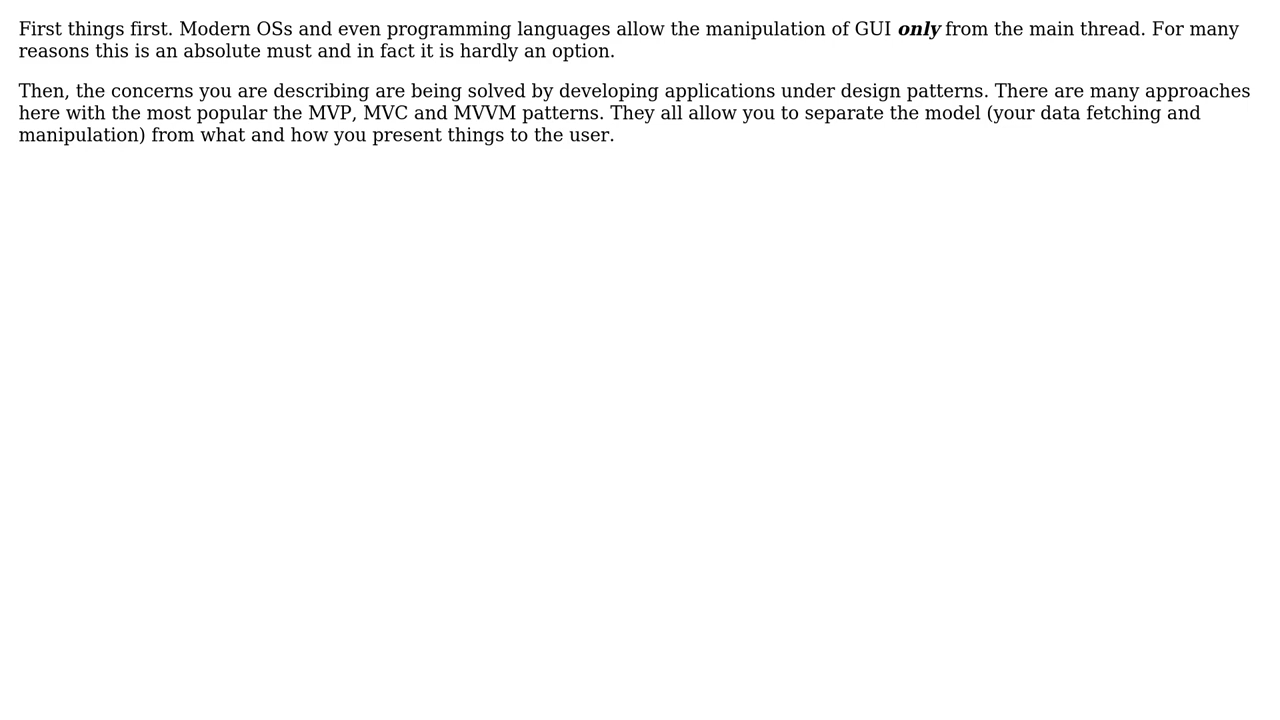 First things first. Modern OSs and even programming languages allow the manipulation of GUI only from the main thread. For many
reasons this is an absolute must and in fact it is hardly an option.
Then, the concerns you are describing are being solved by developing applications under design patterns. There are many approaches
here with the most popular the MVP, MVC and MVVM patterns. They all allow you to separate the model (your data fetching and
manipulation) from what and how you present things to the user.